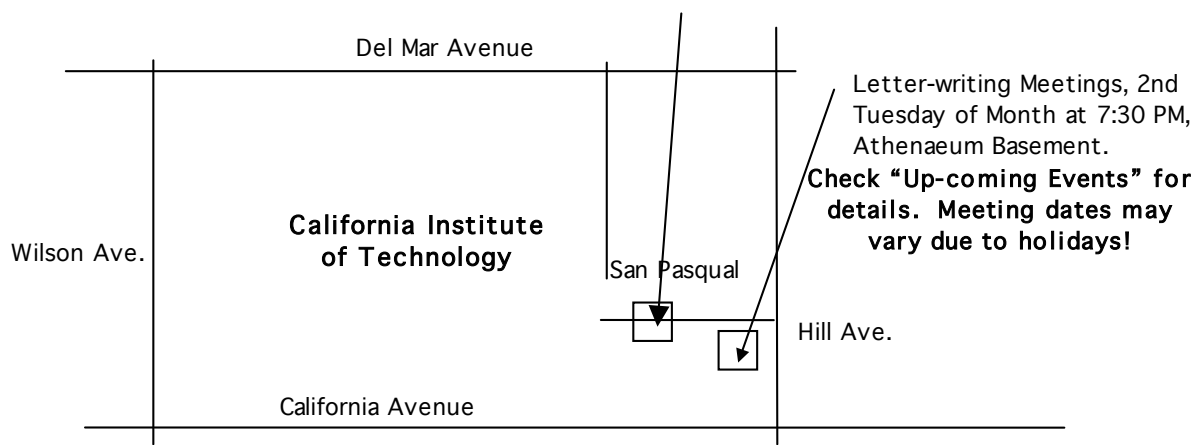 Del Mar Avenue
Letter-writing Meetings, 2nd
Tuesday of Month at 7:30 PM,
Athenaeum Basement.
Check “Up-coming Events” for
details. Meeting dates may
vary due to holidays!
California Institute
of Technology
Wilson Ave.
San Pasqual
Hill Ave.
California Avenue